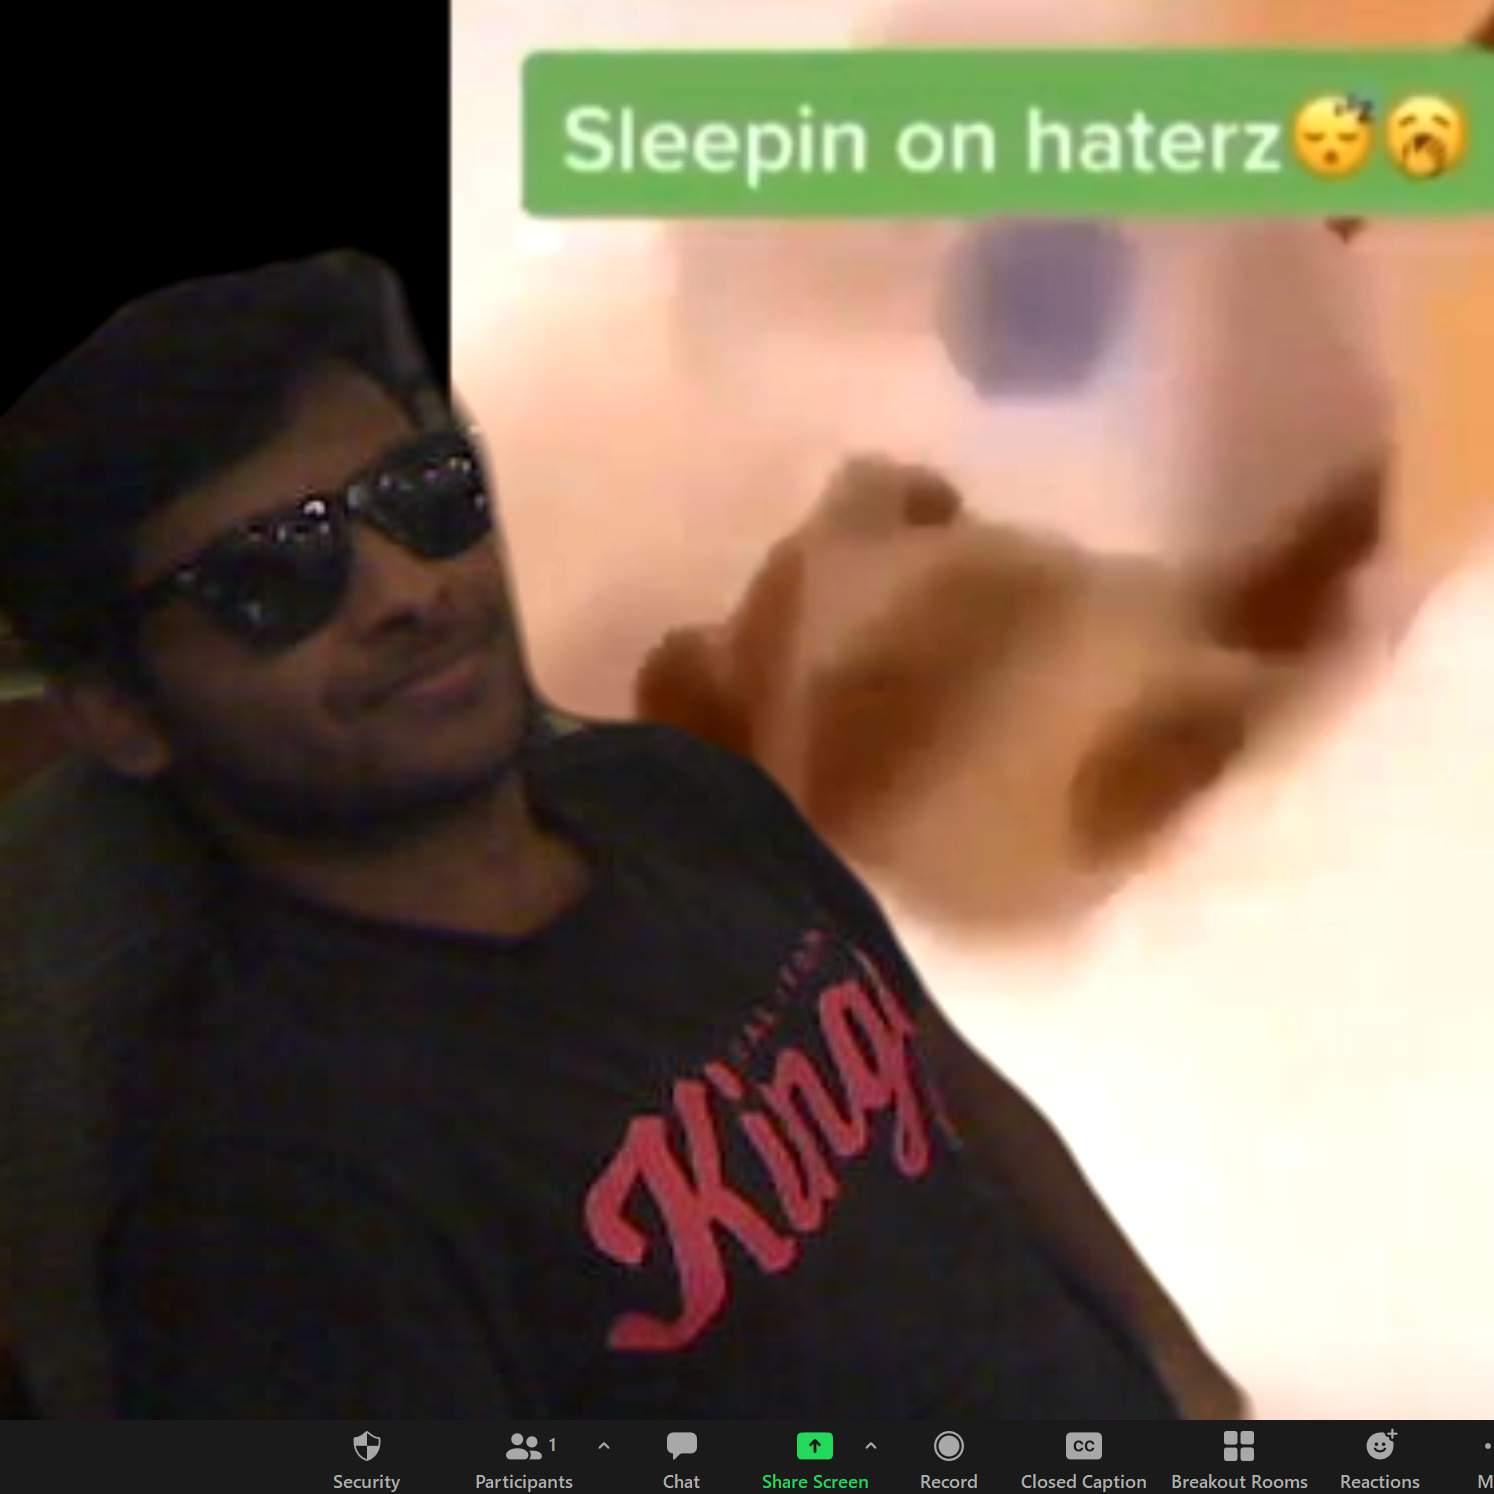 Sleepin on haterz😴🥱
King
1
Security
Participants
Chat
Share Screen
Record
CC
Closed Caption
Breakout Rooms
Reactions